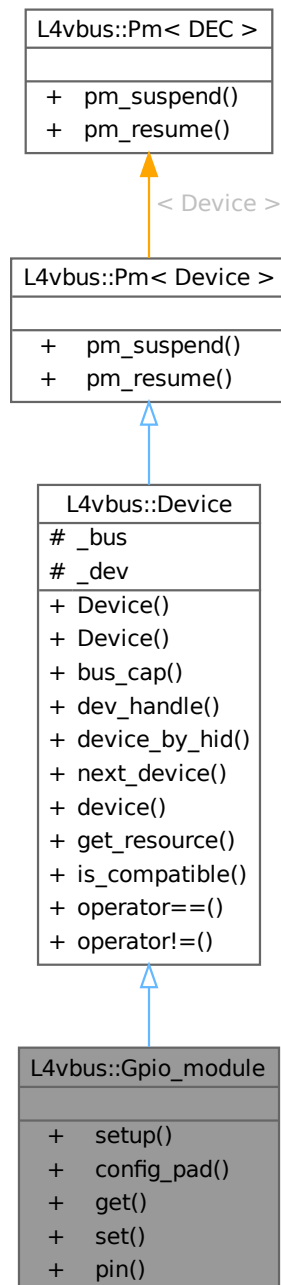 L4vbus::Pm< DEC >
+ pm_suspend()
+ pm_resume()
< Device >
L4vbus::Pm< Device >
+ pm_suspend()
+ pm_resume()
L4vbus::Device
# _bus
# _dev
+ Device()
+ Device()
+ bus_cap()
+ dev_handle()
+ device_by_hid()
+ next_device()
+ device()
+ get_resource()
+ is_compatible()
+ operator==()
+ operator!=()
L4vbus::Gpio_module
+ setup()
+ config_pad()
+ get()
+ set()
+ pin()